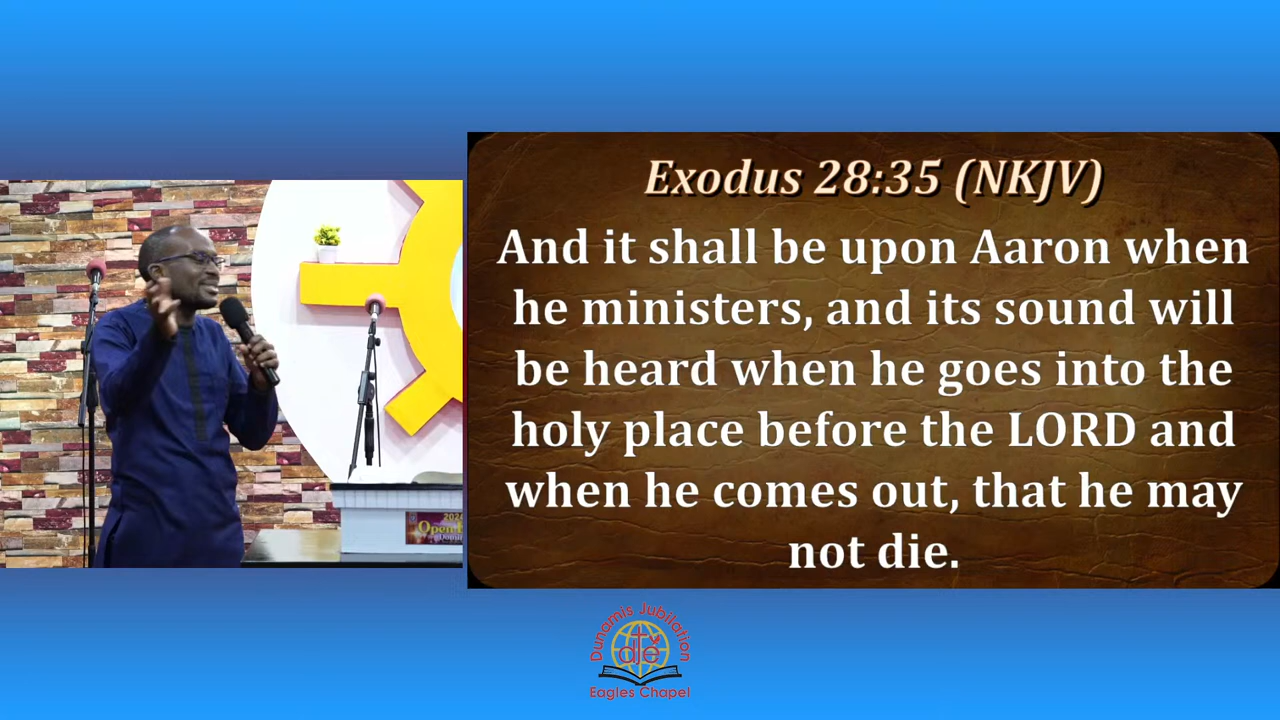 Exodus 28:35 (NKJV)
And it shall be upon Aaron when
he ministers, and its sound will
be heard when he goes into the
holy place before the LORD and
when he comes out, that he may
not die.
Dunamis Jubilation
Eagles Chapel